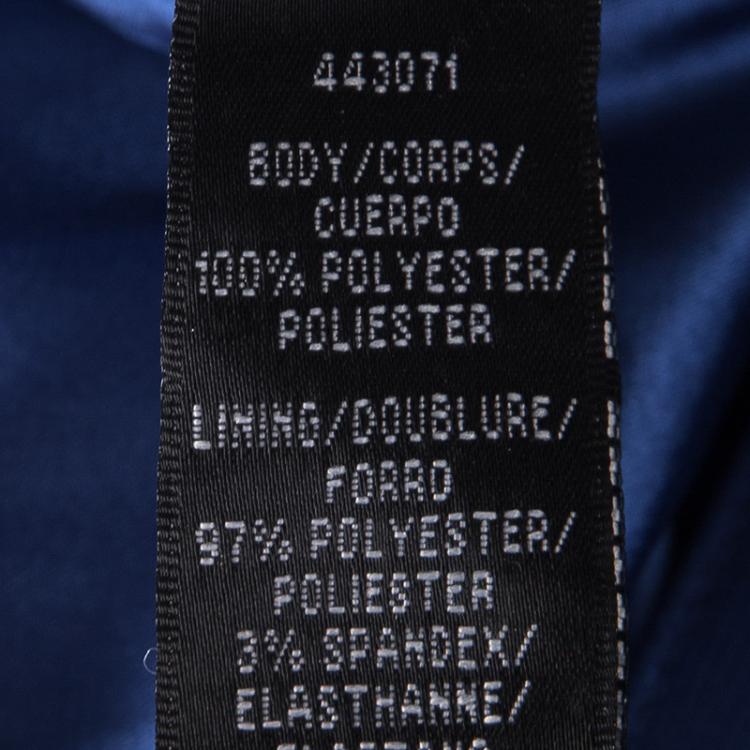 443071
BODY/CORPS/
CUERPO
100% POLYESTER/
POLIESTER
LINING/DOUBLURE/
FORRO
97% POLYESTER/
POLIESTER
3% SPANDEX/
ELASTHANNE/